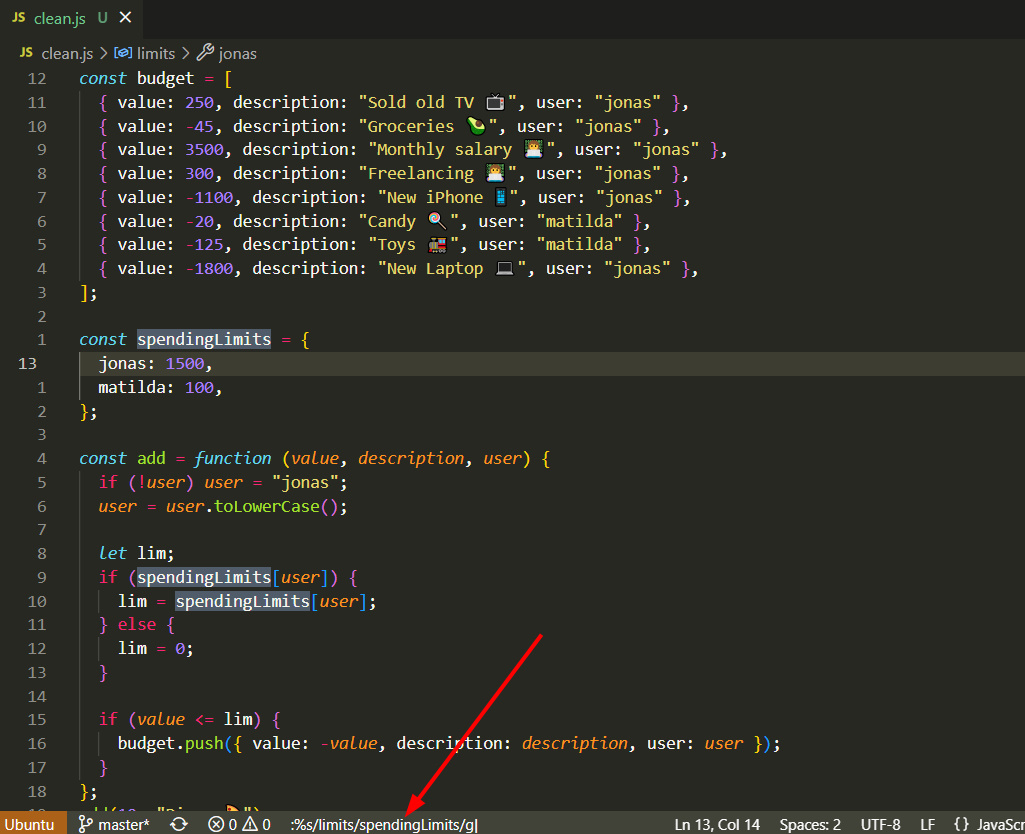 JS clean.js U ✕
JS clean.js > limits > jonas
12 const budget = [
11 { value: 250, description: "Sold old TV 📺", user: "jonas" },
10 { value: -45, description: "Groceries 🥑", user: "jonas" },
9 { value: 3500, description: "Monthly salary 👩‍💻", user: "jonas" },
8 { value: 300, description: "Freelancing 👩‍💻", user: "jonas" },
7 { value: -1100, description: "New iPhone 📱", user: "jonas" },
6 { value: -20, description: "Candy 🍭", user: "matilda" },
5 { value: -125, description: "Toys 🚂", user: "matilda" },
4 { value: -1800, description: "New Laptop 💻", user: "jonas" },
3 ];
2
1 const spendingLimits = {
13 jonas: 1500,
1 matilda: 100,
2 };
3
4 const add = function (value, description, user) {
5 if (!user) user = "jonas";
6 user = user.toLowerCase();
7
8 let lim;
9 if (spendingLimits[user]) {
10 lim = spendingLimits[user];
11 } else {
12 lim = 0;
13 }
14
15 if (value <= lim) {
16 budget.push({ value: -value, description: description, user: user });
17 }
18 };
Ubuntu master* 0 0 :%s/limits/spendingLimits/g| Ln 13, Col 14 Spaces: 2 UTF-8 LF {} JavaScr